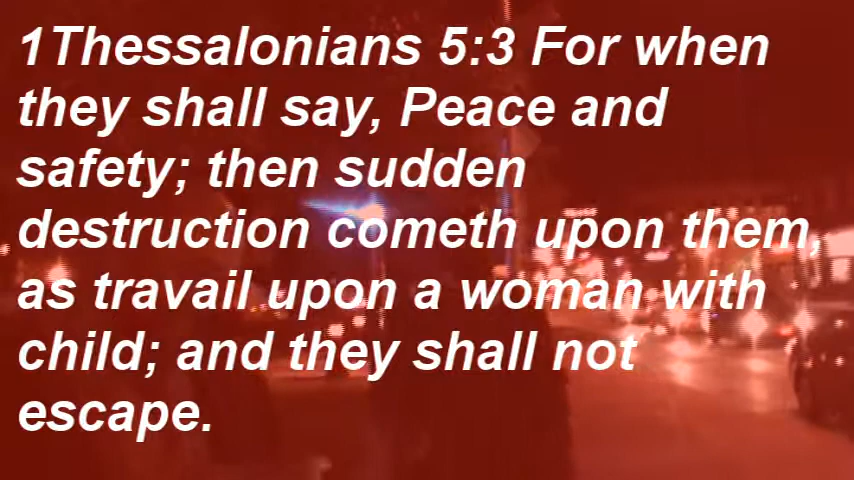 1Thessalonians 5:3 For when
they shall say, Peace and
safety; then sudden
destruction cometh upon them,
as travail upon a woman with
child; and they shall not
escape.